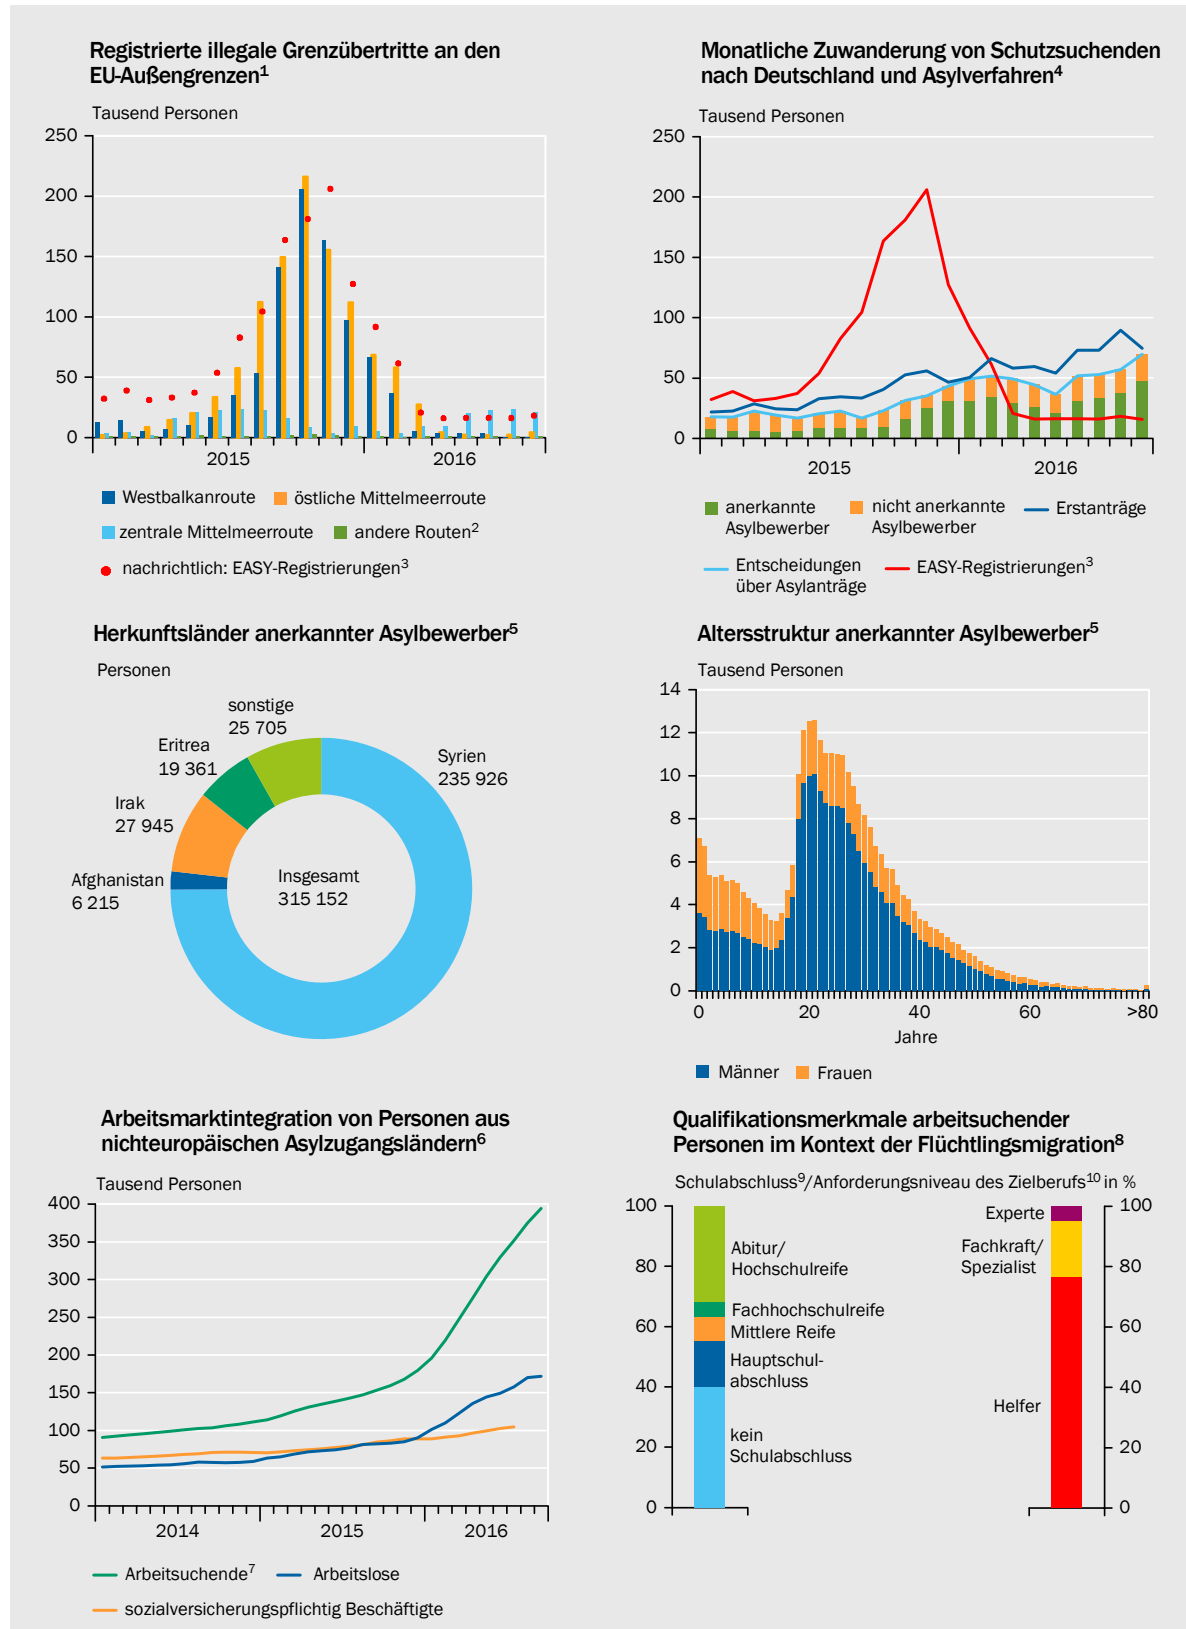 Registrierte illegale Grenzübertritte an den
EU-Außengrenzen1
Tausend Personen
250
200
150
100
50
0
2015
2016
Westbalkanroute
östliche Mittelmeerroute
zentrale Mittelmeerroute
andere Routen2
nachrichtlich: EASY-Registrierungen3
Monatliche Zuwanderung von Schutzsuchenden
nach Deutschland und Asylverfahren4
Tausend Personen
250
200
150
100
50
0
2015
2016
anerkannte
Asylbewerber
nicht anerkannte
Asylbewerber
Erstanträge
Entscheidungen
über Asylanträge
EASY-Registrierungen3
Herkunftsländer anerkannter Asylbewerber5
Personen
sonstige
25 705
Eritrea
19 361
Irak
27 945
Afghanistan
6 215
Syrien
235 926
Insgesamt
315 152
Altersstruktur anerkannter Asylbewerber5
Tausend Personen
14
12
10
8
6
4
2
0
0
20
40
60
>80
Jahre
Männer
Frauen
Arbeitsmarktintegration von Personen aus
nichteuropäischen Asylzugangsländern6
Tausend Personen
400
350
300
250
200
150
100
50
0
2014
2015
2016
Arbeitsuchende7
Arbeitslose
sozialversicherungspflichtig Beschäftigte
Qualifikationsmerkmale arbeitsuchender
Personen im Kontext der Flüchtlingsmigration8
Schulabschluss9/Anforderungsniveau des Zielberufs10 in %
100
80
60
40
20
0
Abitur/
Hochschulreife
Fachhochschulreife
Mittlere Reife
Hauptschul-
abschluss
kein
Schulabschluss
Experte
Fachkraft/
Spezialist
Helfer
100
80
60
40
20
0